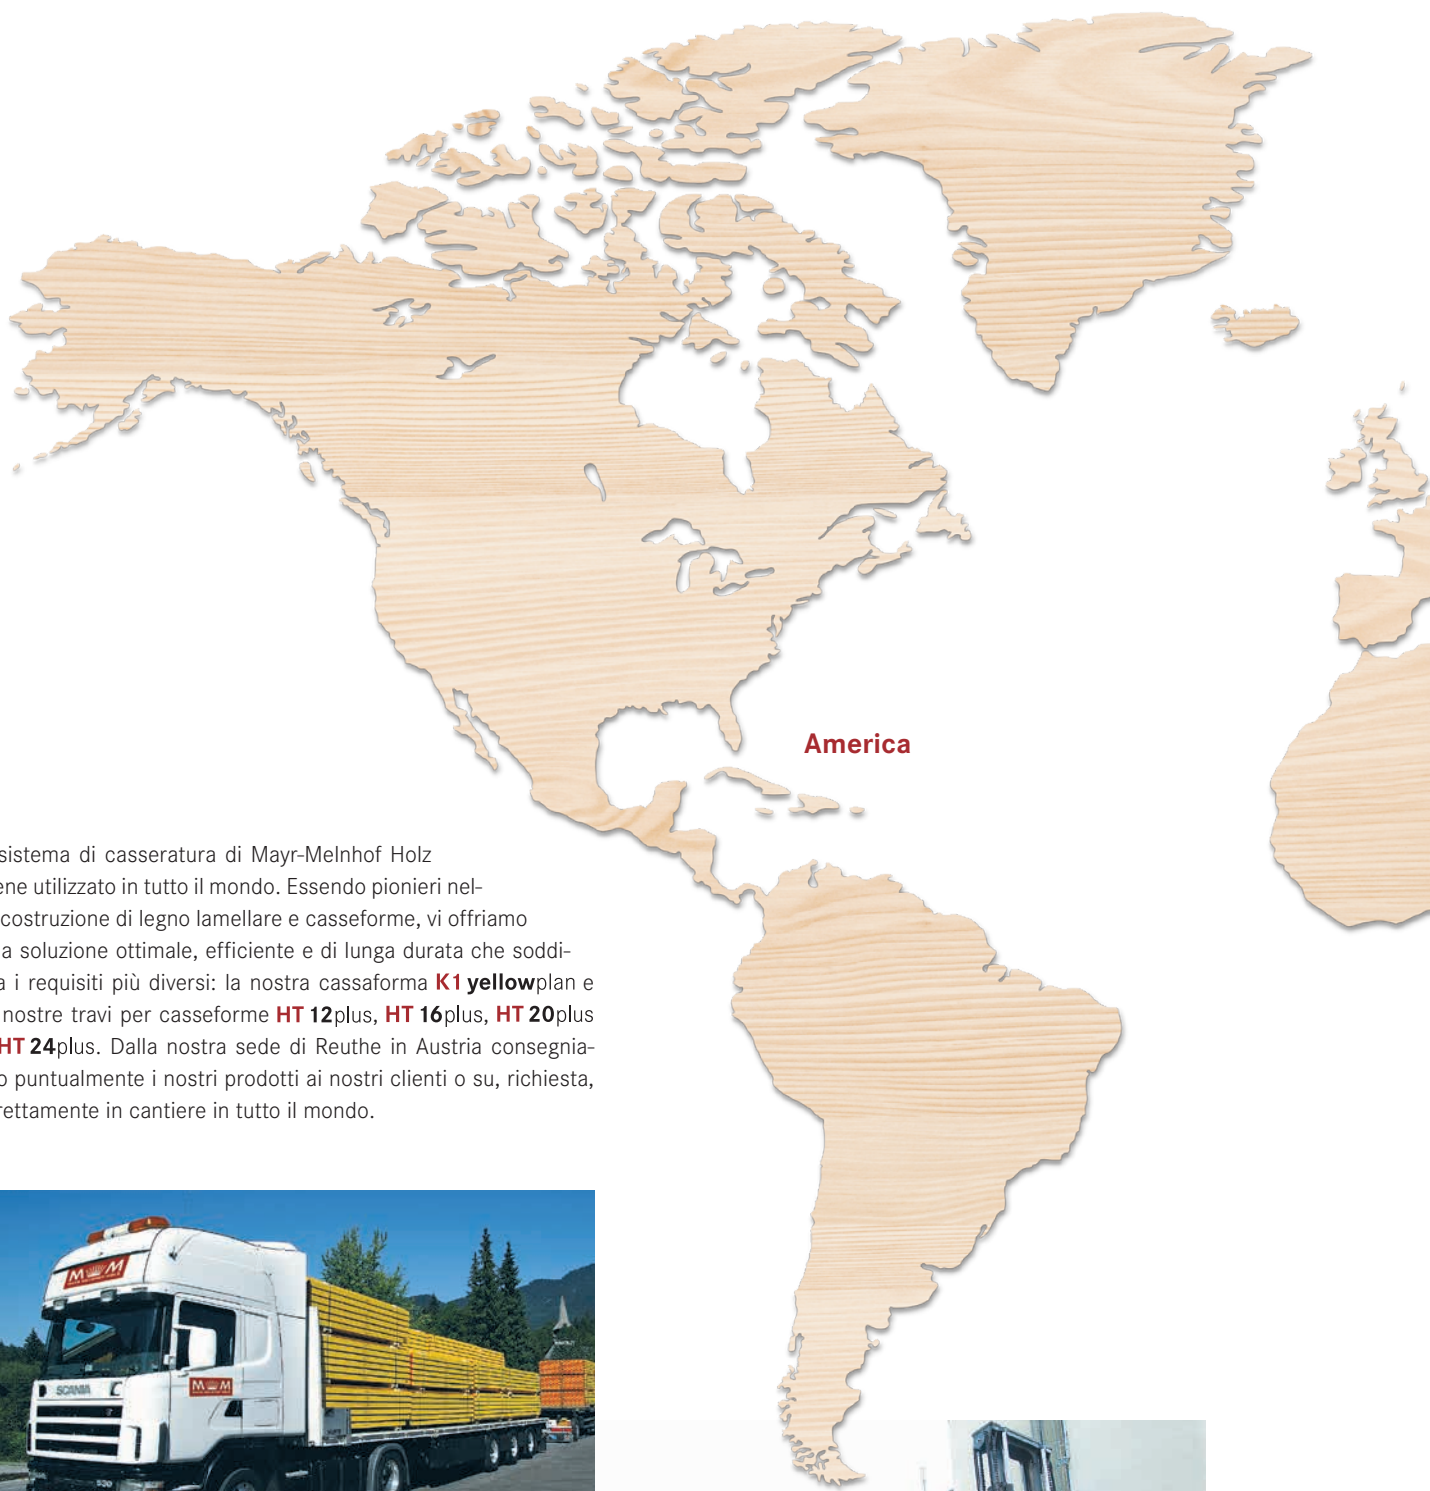 America
sistema di casseratura di Mayr-Melnhof Holz
ene utilizzato in tutto il mondo. Essendo pionieri nel-
costruzione di legno lamellare e casseforme, vi offriamo
a soluzione ottimale, efficiente e di lunga durata che soddi-
a i requisiti più diversi: la nostra cassaforma K1 yellowplan e
nostre travi per casseforme HT 12plus, HT 16plus, HT 20plus
HT 24plus. Dalla nostra sede di Reuthe in Austria consegnia-
o puntualmente i nostri prodotti ai nostri clienti o su, richiesta,
rettamente in cantiere in tutto il mondo.
M M
SCANIA
M M
530